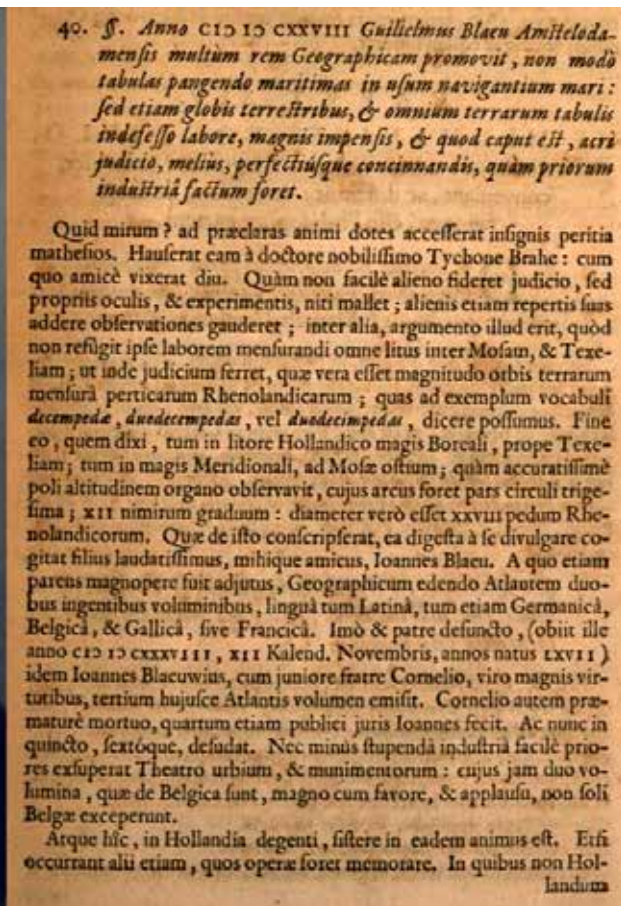 40. §. Anno CIↃ IↃ CXXVIII Guilielmus Blaeu Amsteloda-
menſis multùm rem Geographicam promovit, non modò
tabulas pangendo maritimas in uſum navigantium mari:
ſed etiam globis terreſtribus, & omnium terrarum tabulis
indefeſſo labore, magnis impenſis, & quod caput eſt, acri
judicio, meliùs, perfectiúſque concinnandis, quàm priorum
induſtriâ factum foret.
Quid mirum? ad præclaras animi dotes acceſſerat inſignis peritia
matheſios. Hauſerat eam à doctore nobiliſſimo Tychone Brahe: cum
quo amicè vixerat diu. Quàm non facilè alieno fideret judicio, ſed
propriis oculis, & experimentis, niti mallet; alienis etiam repertis ſuas
addere obſervationes gauderet; inter alia, argumento illud erit, quòd
non refûgit ipſe laborem menſurandi omne litus inter Moſam, & Texe-
liam; ut inde judicium ferret, quæ vera eſſet magnitudo orbis terrarum
menſurâ perticarum Rhenolandicarum; quas ad exemplum vocabuli
decempedæ, duodecempedas, vel duodecimpedas, dicere poſſumus. Fine
eo, quem dixi, tum in litore Hollandico magis Boreali, prope Texe-
liam; tum in magis Meridionali, ad Moſæ oſtium; quàm accuratiſſimè
poli altitudinem organo obſervavit, cujus arcus foret pars circuli trige-
ſima; XII nimirum graduum: diameter verò eſſet XXVIII pedum Rhe-
nolandicorum. Quæ de iſto conſcripſerat, ea digeſta à ſe divulgare co-
gitat filius laudatiſſimus, mihique amicus, Ioannes Blaeu. A quo etiam
parens magnopere fuit adjutus, Geographicum edendo Atlantem duo-
bus ingentibus voluminibus, linguâ tum Latinâ, tum etiam Germanicâ,
Belgicâ, & Gallicâ, ſive Francicâ. Imò & patre defuncto, (obiit ille
anno CIↃ IↃ CXXXVIII, XII Kalend. Novembris, annos natus LXVII)
idem Ioannes Blaeuwius, cum juniore fratre Cornelio, viro magnis vir-
tutibus, tertium hujuſce Atlantis volumen emiſit. Cornelio autem præ-
maturè mortuo, quartum etiam publici juris Ioannes fecit. Ac nunc in
quincto, ſextóque, deſudat. Nec minùs ſtupendâ induſtriâ facilè prio-
res exſuperat Theatro urbium, & munimentorum: cujus jam duo vo-
lumina, quæ de Belgica ſunt, magno cum favore, & applauſu, non ſoli
Belgæ exceperunt.
Atque hîc, in Hollandia degenti, ſiſtere in eadem animus eſt. Etſi
occurrant alii etiam, quos operæ foret memorare. In quibus non Hol-
landum